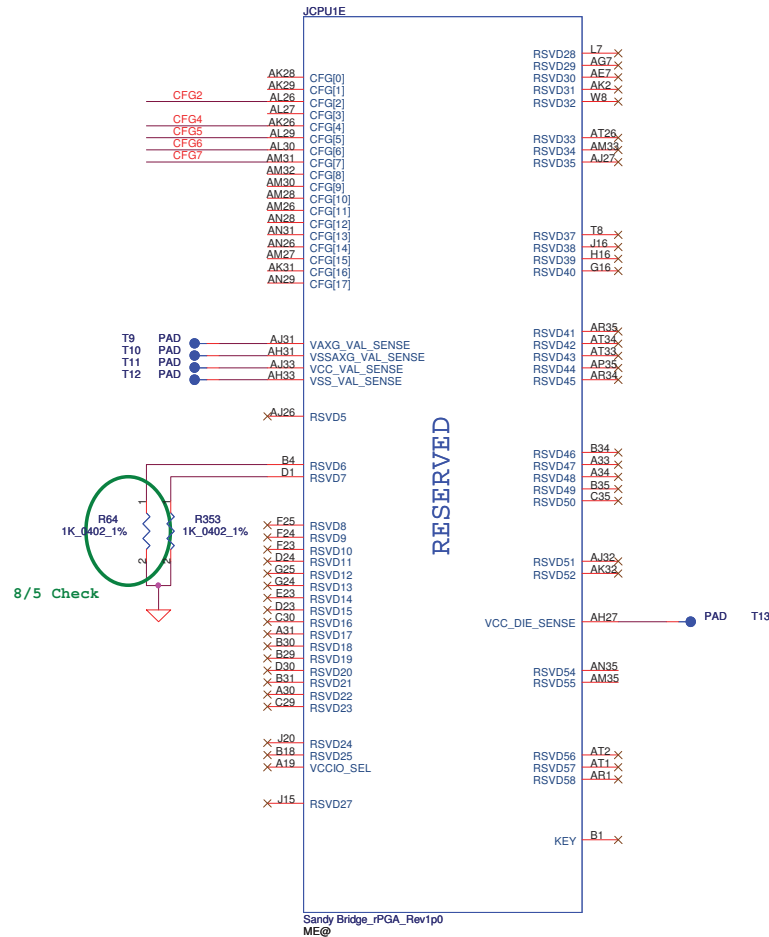 JCPU1E
AK28 CFG[0]
AK29 CFG[1]
CFG2 AL26 CFG[2]
AL27 CFG[3]
CFG4 AK26 CFG[4]
CFG5 AL29 CFG[5]
CFG6 AL30 CFG[6]
CFG7 AM31 CFG[7]
AM32 CFG[8]
AM30 CFG[9]
AM28 CFG[10]
AM26 CFG[11]
AN28 CFG[12]
AN31 CFG[13]
AN26 CFG[14]
AM27 CFG[15]
AK31 CFG[16]
AN29 CFG[17]
T9 PAD AJ31 VAXG_VAL_SENSE
T10 PAD AH31 VSSAXG_VAL_SENSE
T11 PAD AJ33 VCC_VAL_SENSE
T12 PAD AH33 VSS_VAL_SENSE
AJ26 RSVD5
B4 RSVD6
D1 RSVD7
1 1
R64 R353
1K_0402_1% 1K_0402_1%
2 2
8/5 Check
F25 RSVD8
F24 RSVD9
F23 RSVD10
D24 RSVD11
G25 RSVD12
G24 RSVD13
E23 RSVD14
D23 RSVD15
C30 RSVD16
A31 RSVD17
B30 RSVD18
B29 RSVD19
D30 RSVD20
B31 RSVD21
A30 RSVD22
C29 RSVD23
J20 RSVD24
B18 RSVD25
A19 VCCIO_SEL
J15 RSVD27
RESERVED
RSVD28 L7
RSVD29 AG7
RSVD30 AE7
RSVD31 AK2
RSVD32 W8
RSVD33 AT26
RSVD34 AM33
RSVD35 AJ27
RSVD37 T8
RSVD38 J16
RSVD39 H16
RSVD40 G16
RSVD41 AR35
RSVD42 AT34
RSVD43 AT33
RSVD44 AP35
RSVD45 AR34
RSVD46 B34
RSVD47 A33
RSVD48 A34
RSVD49 B35
RSVD50 C35
RSVD51 AJ32
RSVD52 AK32
VCC_DIE_SENSE AH27 PAD T13
RSVD54 AN35
RSVD55 AM35
RSVD56 AT2
RSVD57 AT1
RSVD58 AR1
KEY B1
Sandy Bridge_rPGA_Rev1p0
ME@